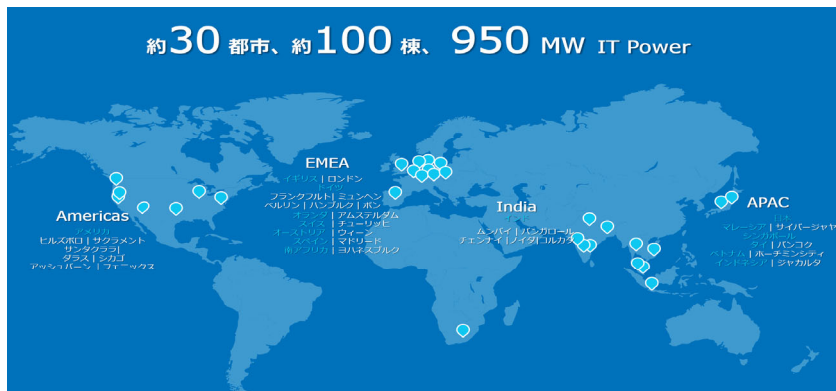 約30 都市、約100 棟、 950 MW IT Power
EMEA
イギリス | ロンドン
ドイツ
フランクフルト | ミュンヘン
ベルリン | ハンブルク | ボン
オランダ | アムステルダム
スイス | チューリッヒ
オーストリア | ウィーン
スペイン | マドリード
南アフリカ | ヨハネスブルク
Americas
アメリカ
ヒルズボロ | サクラメント
サンタクララ|
ダラス | シカゴ
アッシュバーン | フェニックス
India
インド
ムンバイ | バンガロール
チェンナイ |ノイダ|コルカタ
APAC
日本
マレーシア | サイバージャヤ
シンガポール
タイ | バンコク
ベトナム | ホーチミンシティ
インドネシア | ジャカルタ